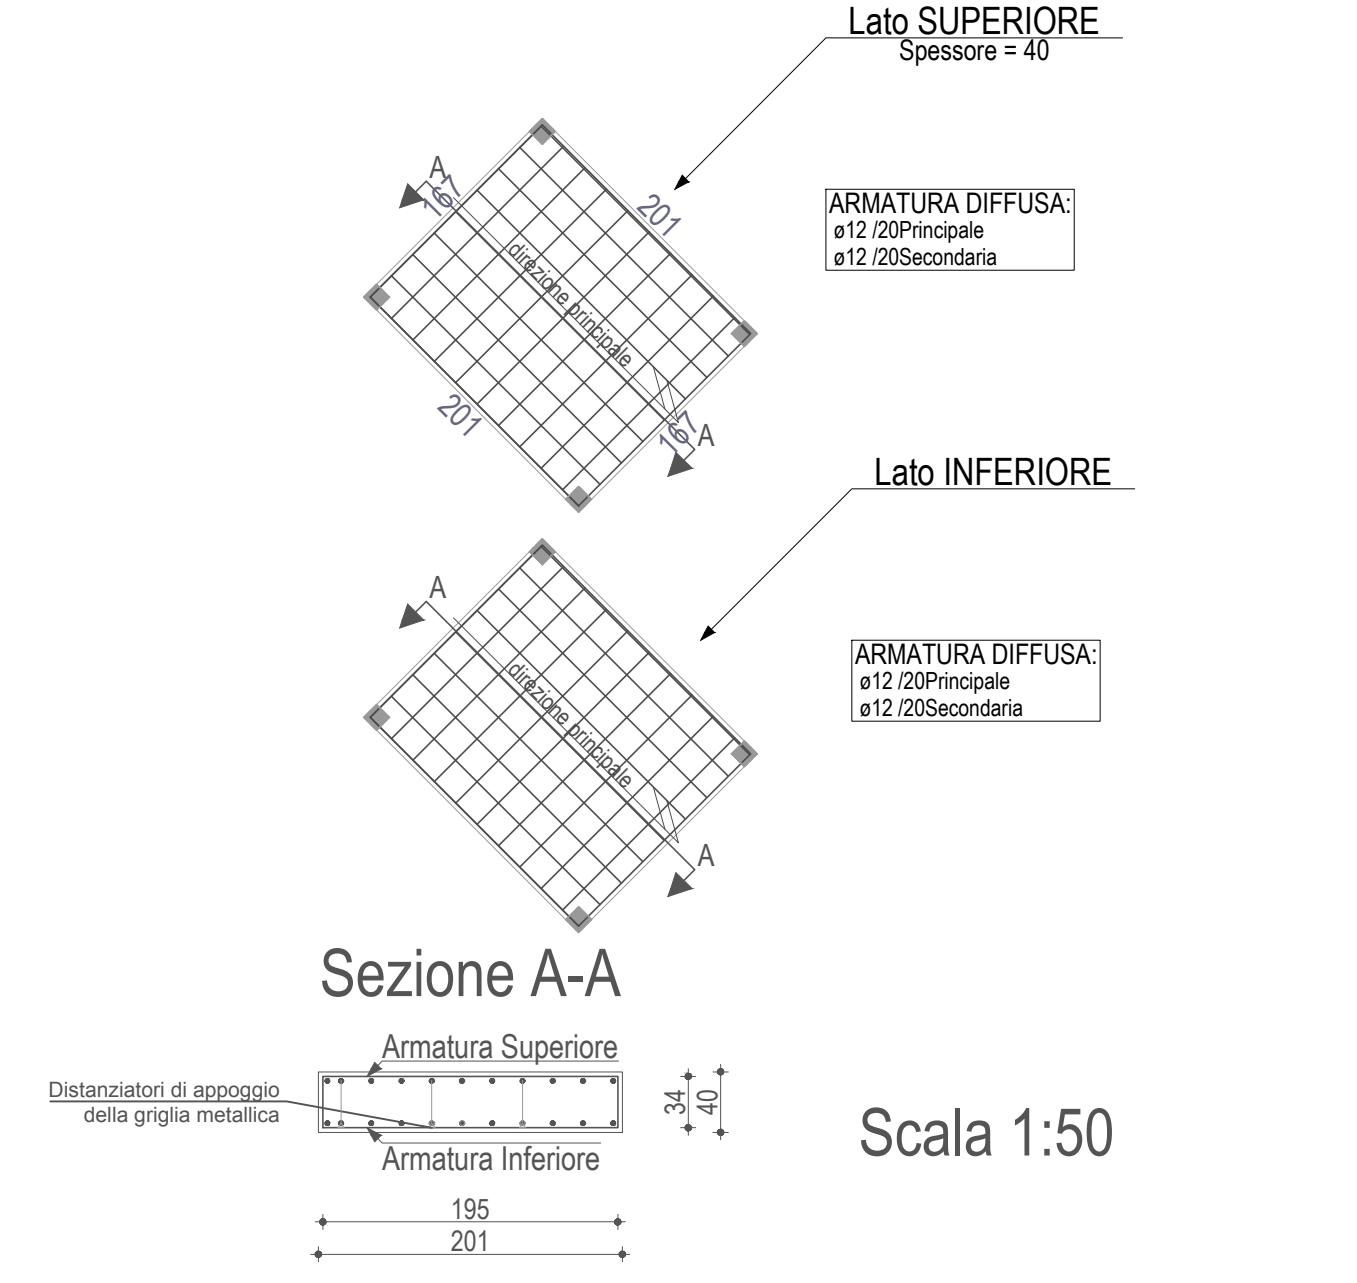 Lato SUPERIORE
Spessore = 40
A
167
201
ARMATURA DIFFUSA:
ø12 /20Principale
ø12 /20Secondaria
direzione principale
201
167
A
Lato INFERIORE
A
ARMATURA DIFFUSA:
ø12 /20Principale
ø12 /20Secondaria
direzione principale
A
Sezione A-A
Armatura Superiore
Distanziatori di appoggio
della griglia metallica
34
40
Scala 1:50
Armatura Inferiore
195
201